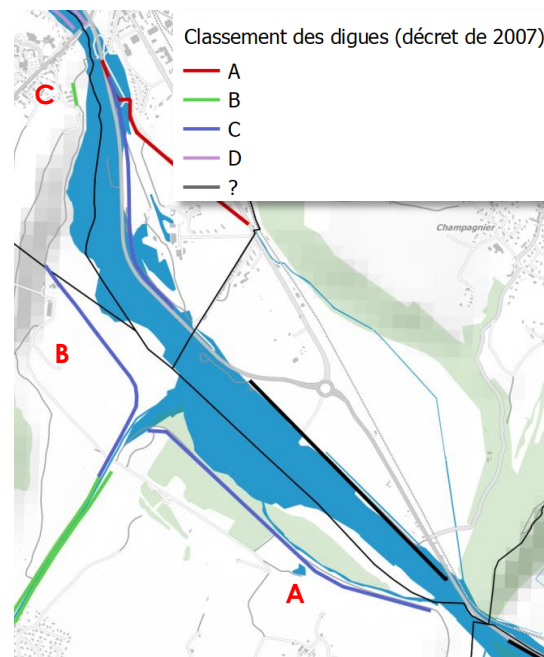 Classement des digues (décret de 2007)
A
B
C
D
?
C
Champagnier
B
A